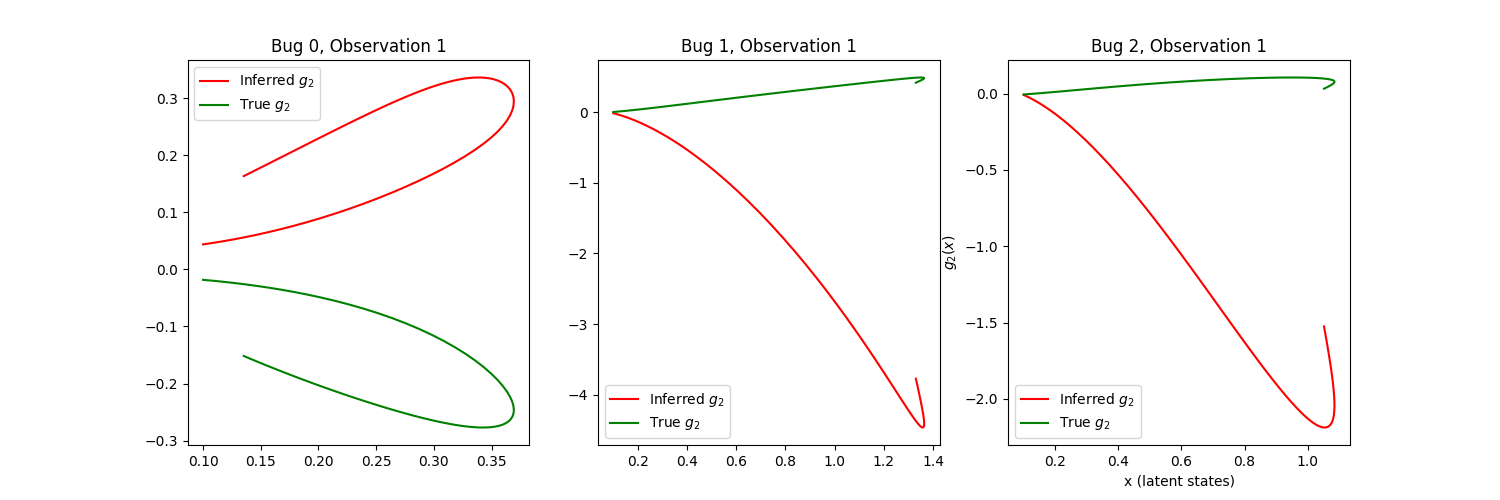 Bug 0, Observation 1
Inferred g₂
True g₂
0.3
0.2
0.1
0.0
−0.1
−0.2
−0.3
0.10 0.15 0.20 0.25 0.30 0.35
Bug 1, Observation 1
0
−1
−2
−3
−4
Inferred g₂
True g₂
0.2 0.4 0.6 0.8 1.0 1.2 1.4
Bug 2, Observation 1
g₂(x)
0.0
−0.5
−1.0
−1.5
−2.0
Inferred g₂
True g₂
0.2 0.4 0.6 0.8 1.0
x (latent states)